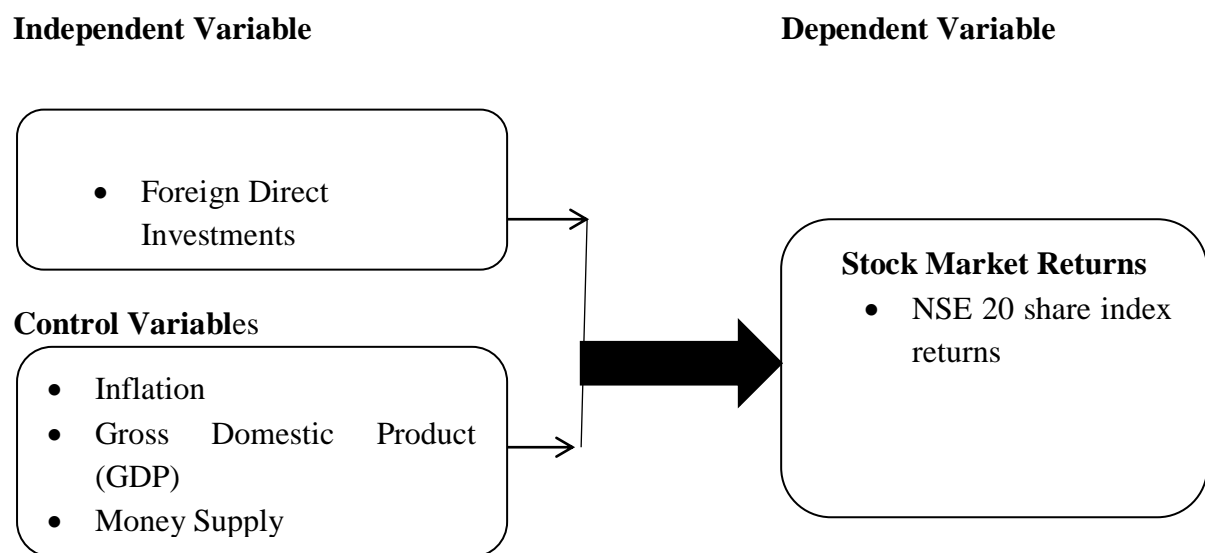 Independent Variable
Dependent Variable
• Foreign Direct
Investments
Control Variables
• Inflation
• Gross Domestic Product
(GDP)
• Money Supply
Stock Market Returns
• NSE 20 share index
returns